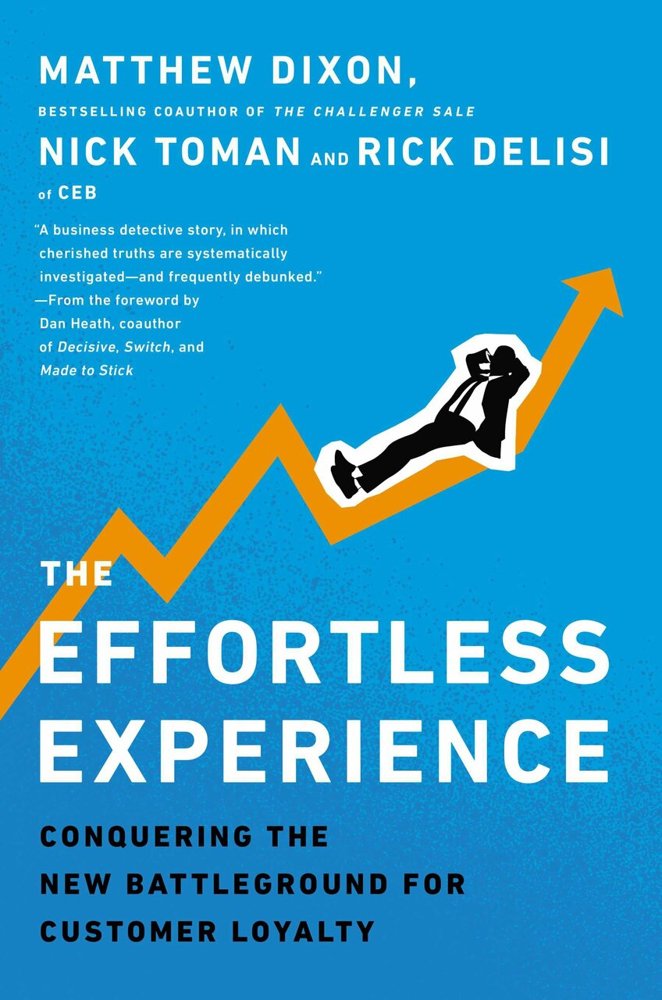 MATTHEW DIXON,
BESTSELLING COAUTHOR OF THE CHALLENGER SALE
NICK TOMAN AND RICK DELISI
of CEB
“A business detective story, in which
cherished truths are systematically
investigated—and frequently debunked.”
—From the foreword by
Dan Heath, coauthor
of Decisive, Switch, and
Made to Stick
THE
EFFORTLESS
EXPERIENCE
CONQUERING THE
NEW BATTLEGROUND FOR
CUSTOMER LOYALTY